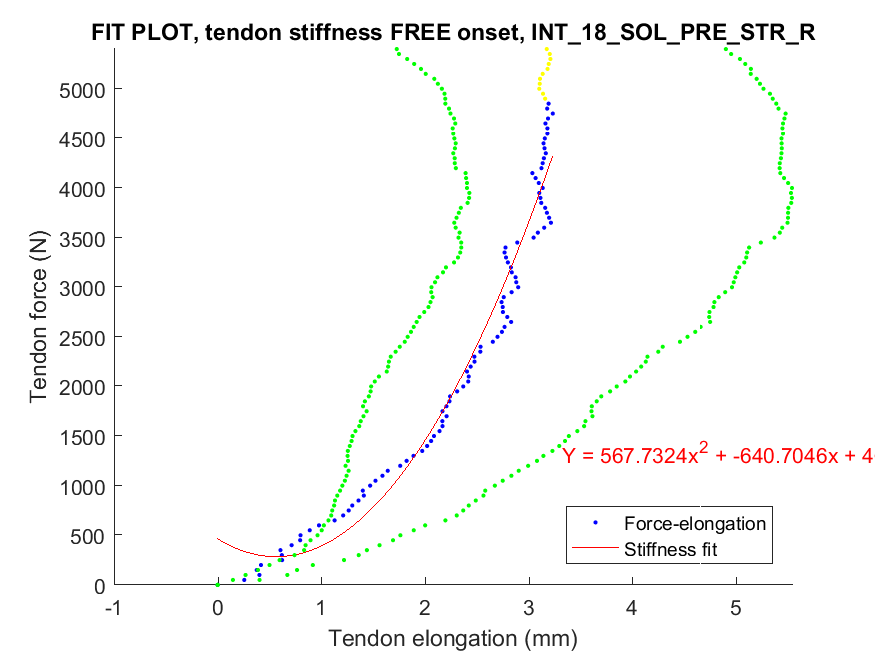 FIT PLOT, tendon stiffness FREE onset, INT_18_SOL_PRE_STR_R
5000
4500
4000
3500
3000
2500
2000
1500
1000
500
0
Tendon force (N)
Y = 567.7324x² + -640.7046x + 4
Force-elongation
Stiffness fit
-1 0 1 2 3 4 5
Tendon elongation (mm)